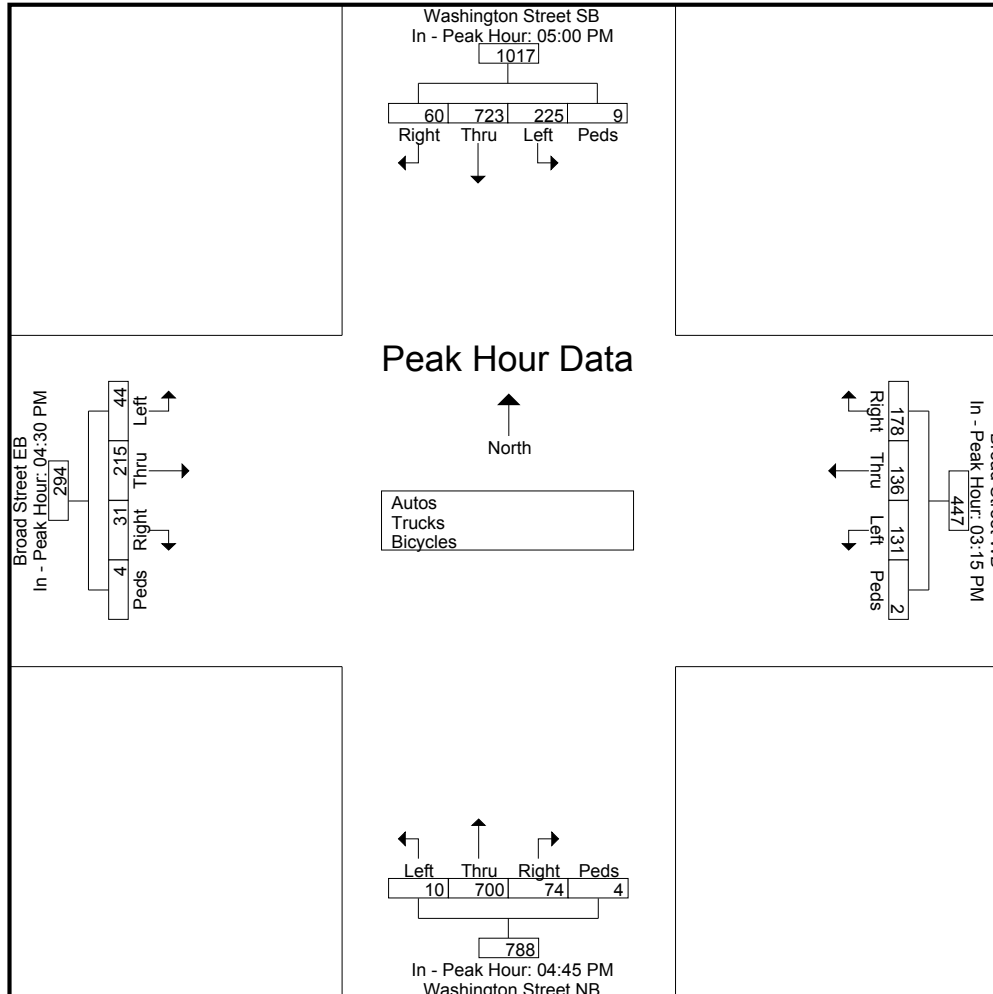 Washington Street SB
In - Peak Hour: 05:00 PM
1017
60 723 225 9
Right Thru Left Peds
Peak Hour Data
North
Autos
Trucks
Bicycles
Broad Street EB
In - Peak Hour: 04:30 PM
294
44 215 31 4
Left Thru Right Peds
In - Peak Hour: 03:15 PM
447
178 136 131 2
Right Thru Left Peds
Left Thru Right Peds
10 700 74 4
788
In - Peak Hour: 04:45 PM
Washington Street NB